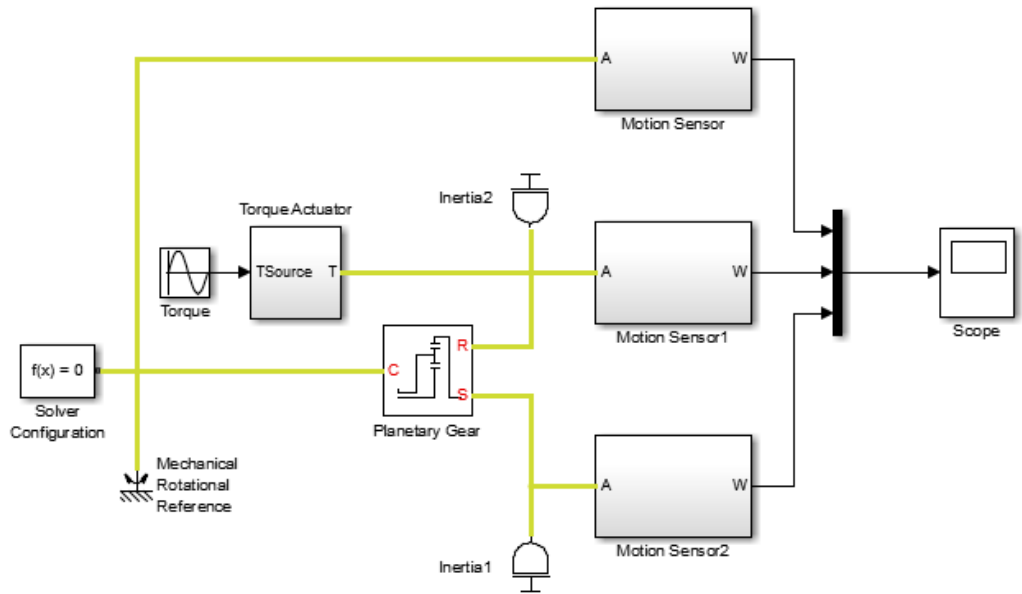 A
W
Motion Sensor
Inertia2
Torque Actuator
TSource
T
Torque
A
W
Motion Sensor1
Scope
f(x) = 0
Solver
Configuration
C
R
S
Planetary Gear
Mechanical
Rotational
Reference
A
W
Motion Sensor2
Inertia1